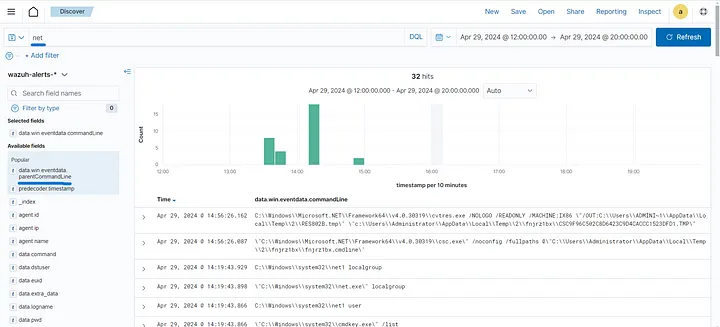 Discover
New Save Open Share Reporting Inspect a
net DQL Apr 29, 2024 @ 12:00:00.00 → Apr 29, 2024 @ 20:00:00.00 Refresh
+ Add filter
wazuh-alerts-*
Search field names
Filter by type 0
Selected fields
t data.win.eventdata.commandLine
Available fields
Popular
t data.win.eventdata.
parentCommandLine
t predecoder.timestamp
t _index
t agent.id
t agent.ip
t agent.name
t data.command
t data.dstuser
t data.euid
t data.extra_data
t data.logname
t data.pwd
32 hits
Apr 29, 2024 @ 12:00:00.000 - Apr 29, 2024 @ 20:00:00.000 Auto
Count
15
10
5
0
12:00 13:00 14:00 15:00 16:00 17:00 18:00 19:00
timestamp per 10 minutes
Time data.win.eventdata.commandLine
Apr 29, 2024 @ 14:56:26.162 C:\\Windows\\Microsoft.NET\\Framework64\\v4.0.30319\\cvtres.exe /NOLOGO /READONLY /MACHINE:IX86 \"/OUT:C:\\Users\\ADMINI~1\\AppData\\Lo
cal\\Temp\\2\\RES802B.tmp\" \"c:\\Users\\Administrator\\AppData\\Local\\Temp\\2\\fnjrz1bx\\CSC9F96C502C8D6423C9D4CACCC1523DFD1.TMP\"
Apr 29, 2024 @ 14:56:26.087 \"C:\\Windows\\Microsoft.NET\\Framework64\\v4.0.30319\\csc.exe\" /noconfig /fullpaths @\"C:\\Users\\Administrator\\AppData\\Local\\Temp
\\2\\fnjrz1bx\\fnjrz1bx.cmdline\"
Apr 29, 2024 @ 14:19:43.929 C:\\Windows\\system32\\net1 localgroup
Apr 29, 2024 @ 14:19:43.898 \"C:\\Windows\\system32\\net.exe\" localgroup
Apr 29, 2024 @ 14:19:43.866 C:\\Windows\\system32\\net1 user
Apr 29, 2024 @ 14:19:43.866 \"C:\\Windows\\system32\\cmdkey.exe\" /list